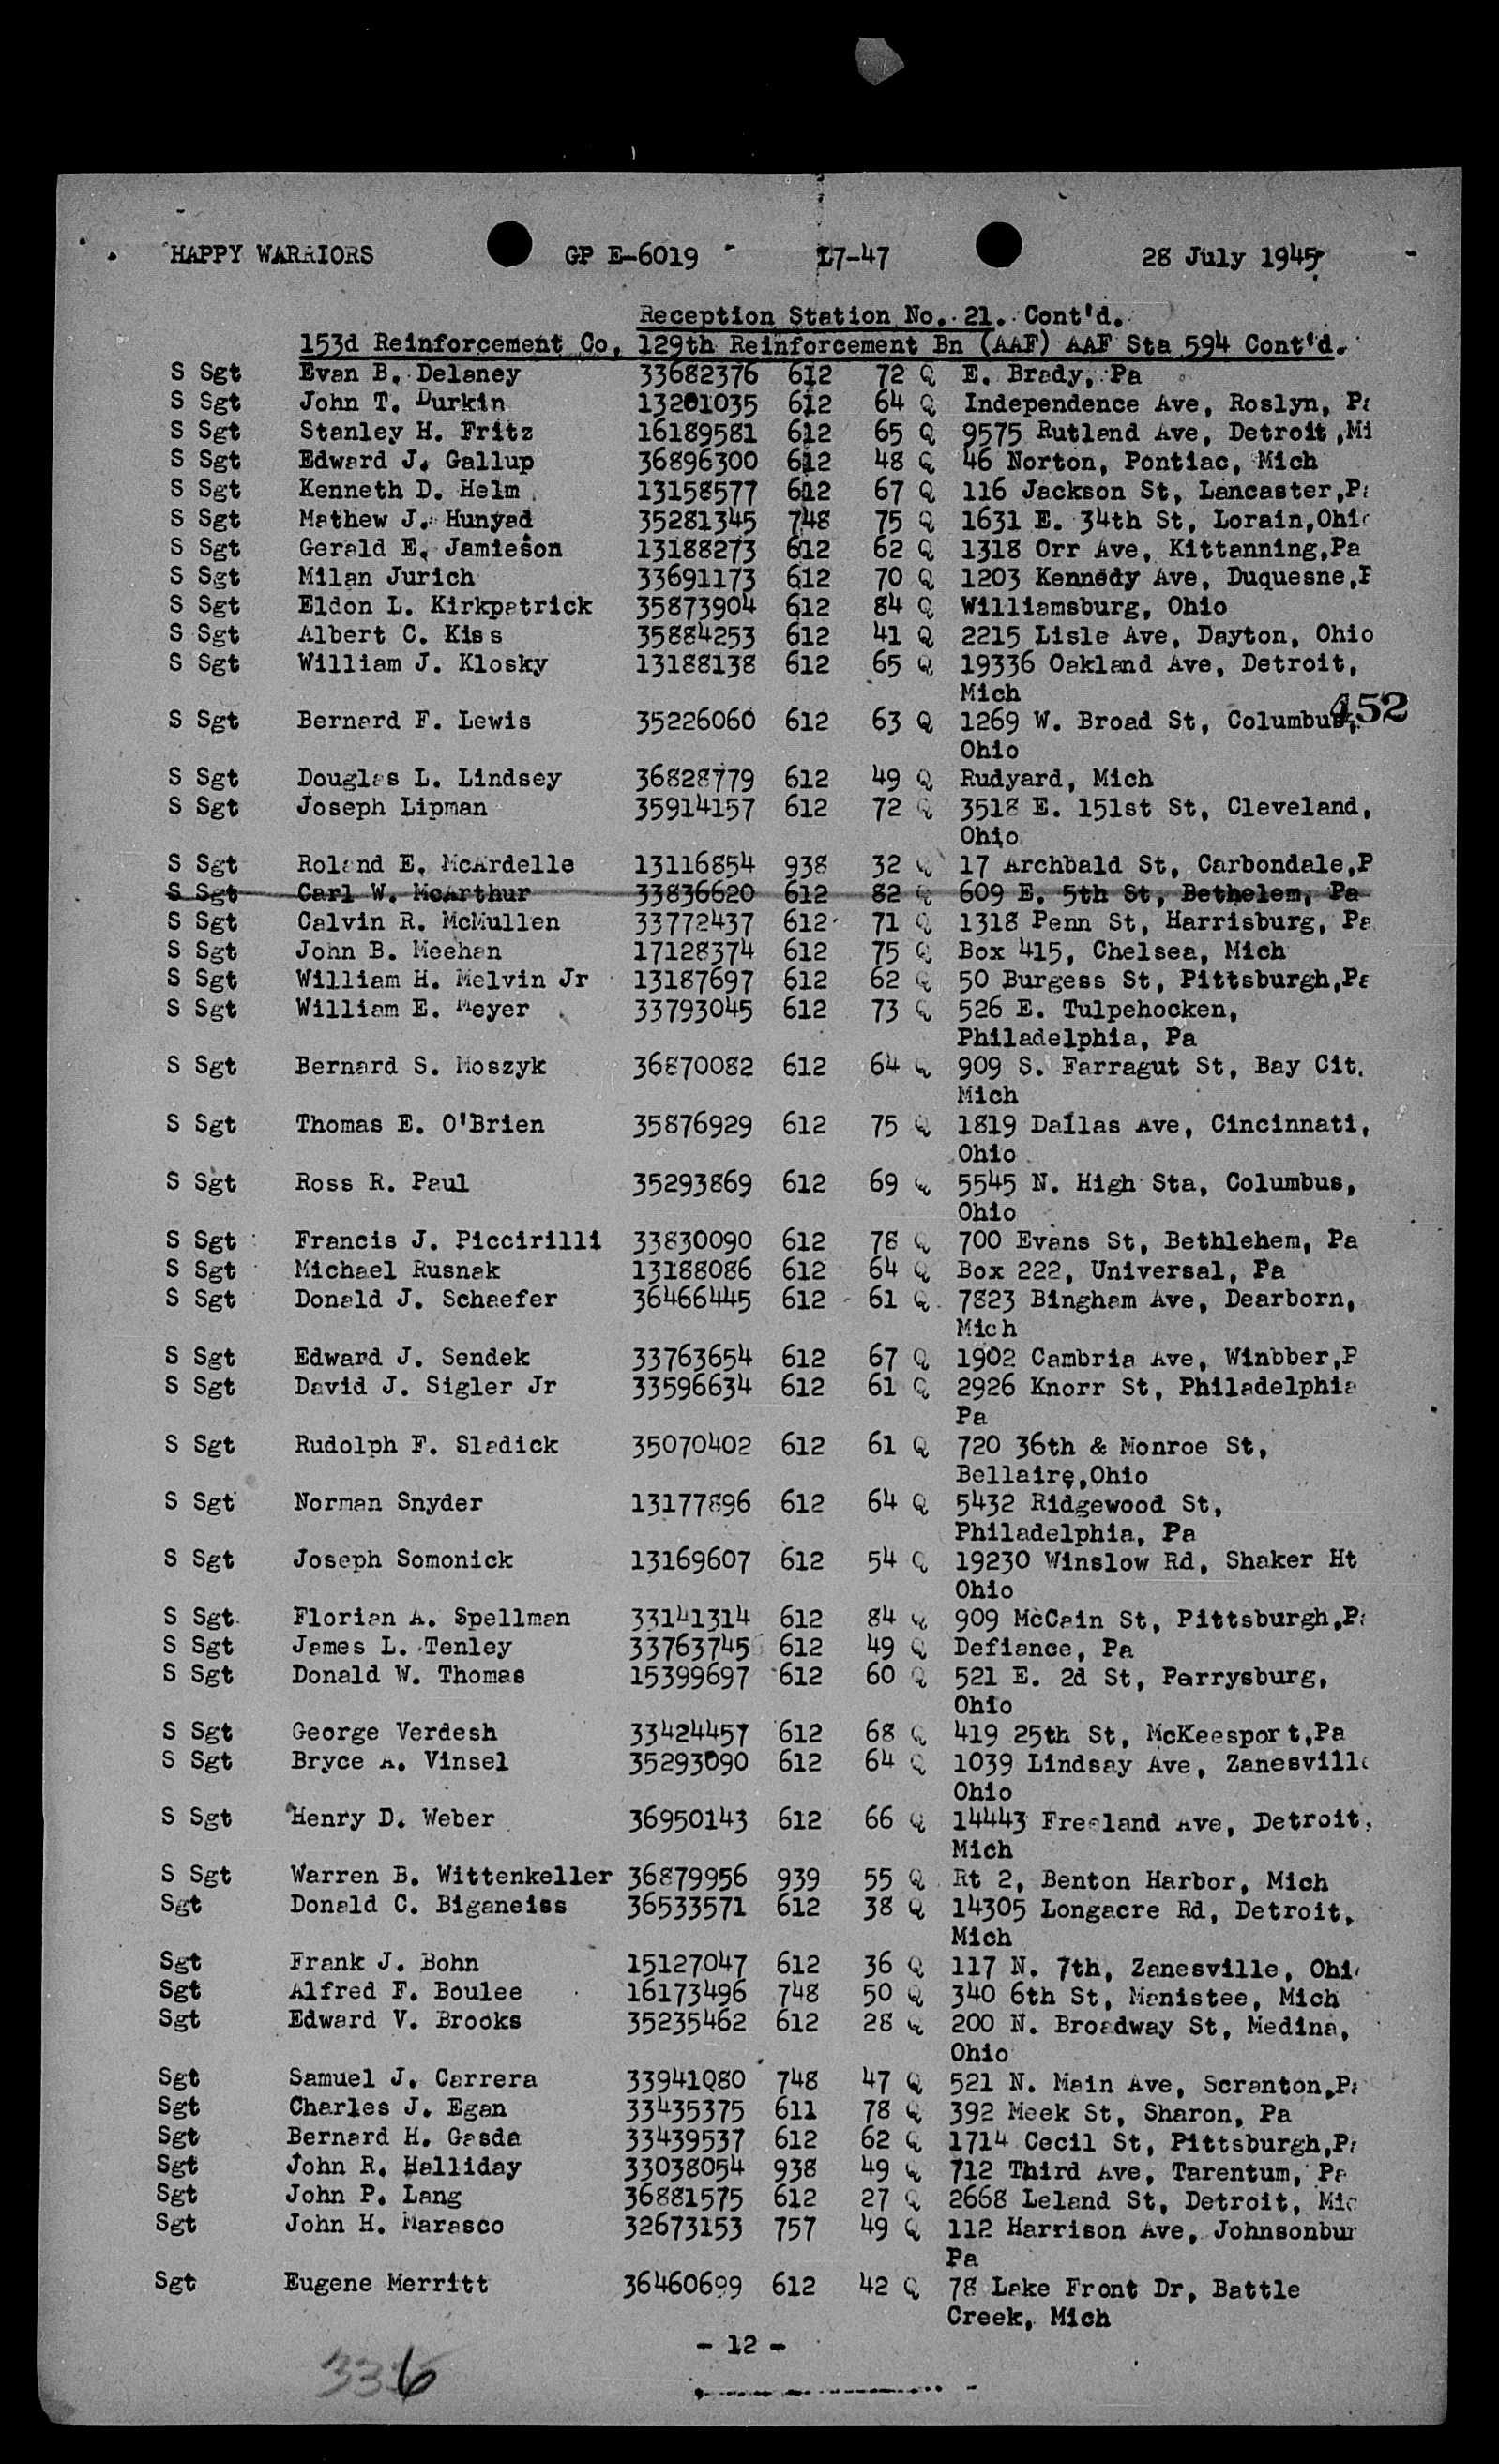 HAPPY WARRIORS GP E-6019 L7-47 28 July 1945
Reception Station No. 21. Cont'd.
153d Reinforcement Co, 129th Reinforcement Bn (AAF) AAF Sta 594 Cont'd.
S Sgt Evan B. Delaney 33682376 612 72 Q E. Brady, Pa
S Sgt John T. Durkin 13201035 612 64 Q Independence Ave, Roslyn, Pa
S Sgt Stanley H. Fritz 16189581 612 65 Q 9575 Rutland Ave, Detroit,Mi
S Sgt Edward J. Gallup 36896300 612 48 Q 46 Norton, Pontiac, Mich
S Sgt Kenneth D. Helm 13158577 612 67 Q 116 Jackson St, Lancaster,Pa
S Sgt Mathew J. Hunyad 35281345 748 75 Q 1631 E. 34th St, Lorain,Ohio
S Sgt Gerald E. Jamieson 13188273 612 62 Q 1318 Orr Ave, Kittanning,Pa
S Sgt Milan Jurich 33691173 612 70 Q 1203 Kennedy Ave, Duquesne,P
S Sgt Eldon L. Kirkpatrick 35873904 612 84 Q Williamsburg, Ohio
S Sgt Albert C. Kiss 35884253 612 41 Q 2215 Lisle Ave, Dayton, Ohio
S Sgt William J. Klosky 13188138 612 65 Q 19336 Oakland Ave, Detroit,
Mich
452
S Sgt Bernard F. Lewis 35226060 612 63 Q 1269 W. Broad St, Columbus,
Ohio
S Sgt Douglas L. Lindsey 36828779 612 49 Q Rudyard, Mich
S Sgt Joseph Lipman 35914157 612 72 Q 3518 E. 151st St, Cleveland,
Ohio
S Sgt Roland E. McArdelle 13116854 938 32 Q 17 Archbald St, Carbondale,P
S Sgt Carl W. McArthur 33836620 612 82 Q 609 E. 5th St, Bethelem, Pa
S Sgt Calvin R. McMullen 33772437 612 71 Q 1318 Penn St, Harrisburg, Pa
S Sgt John B. Meehan 17128374 612 75 Q Box 415, Chelsea, Mich
S Sgt William H. Melvin Jr 13187697 612 62 Q 50 Burgess St, Pittsburgh,Pa
S Sgt William E. Meyer 33793045 612 73 Q 526 E. Tulpehocken,
Philadelphia, Pa
S Sgt Bernard S. Moszyk 36870082 612 64 Q 909 S. Farragut St, Bay Cit.
Mich
S Sgt Thomas E. O'Brien 35876929 612 75 Q 1819 Dallas Ave, Cincinnati,
Ohio
S Sgt Ross R. Paul 35293869 612 69 Q 5545 N. High Sta, Columbus,
Ohio
S Sgt Francis J. Piccirilli 33830090 612 78 Q 700 Evans St, Bethlehem, Pa
S Sgt Michael Rusnak 13188086 612 64 Q Box 222, Universal, Pa
S Sgt Donald J. Schaefer 36466445 612 61 Q 7823 Bingham Ave, Dearborn,
Mich
S Sgt Edward J. Sendek 33763654 612 67 Q 1902 Cambria Ave, Winbber,P
S Sgt David J. Sigler Jr 33596634 612 61 Q 2926 Knorr St, Philadelphia
Pa
S Sgt Rudolph F. Sladick 35070402 612 61 Q 720 36th & Monroe St,
Bellaire,Ohio
S Sgt Norman Snyder 13177896 612 64 Q 5432 Ridgewood St,
Philadelphia, Pa
S Sgt Joseph Somonick 13169607 612 54 Q 19230 Winslow Rd, Shaker Ht
Ohio
S Sgt Florian A. Spellman 33141314 612 84 Q 909 McCain St, Pittsburgh,Pa
S Sgt James L. Tenley 33763745 612 49 Q Defiance, Pa
S Sgt Donald W. Thomas 15399697 612 60 Q 521 E. 2d St, Perrysburg,
Ohio
S Sgt George Verdesh 33424457 612 68 Q 419 25th St, McKeesport,Pa
S Sgt Bryce A. Vinsel 35293090 612 64 Q 1039 Lindsay Ave, Zanesville
Ohio
S Sgt Henry D. Weber 36950143 612 66 Q 14443 Freeland Ave, Detroit,
Mich
S Sgt Warren B. Wittenkeller 36879956 939 55 Q Rt 2, Benton Harbor, Mich
Sgt Donald C. Biganeiss 36533571 612 38 Q 14305 Longacre Rd, Detroit,
Mich
Sgt Frank J. Bohn 15127047 612 36 Q 117 N. 7th, Zanesville, Ohi
Sgt Alfred F. Boulee 16173496 748 50 Q 340 6th St, Manistee, Mich
Sgt Edward V. Brooks 35235462 612 28 Q 200 N. Broadway St, Medina,
Ohio
Sgt Samuel J. Carrera 33941080 748 47 Q 521 N. Main Ave, Scranton,Pa
Sgt Charles J. Egan 33435375 611 78 Q 392 Meek St, Sharon, Pa
Sgt Bernard H. Gasda 33439537 612 62 Q 1714 Cecil St, Pittsburgh,Pa
Sgt John R. Halliday 33038054 938 49 Q 712 Third Ave, Tarentum, Pa
Sgt John P. Lang 36881575 612 27 Q 2668 Leland St, Detroit, Mic
Sgt John H. Marasco 32673153 757 49 Q 112 Harrison Ave, Johnsonbur
Pa
Sgt Eugene Merritt 36460699 612 42 Q 78 Lake Front Dr, Battle
Creek, Mich
- 12 -
336